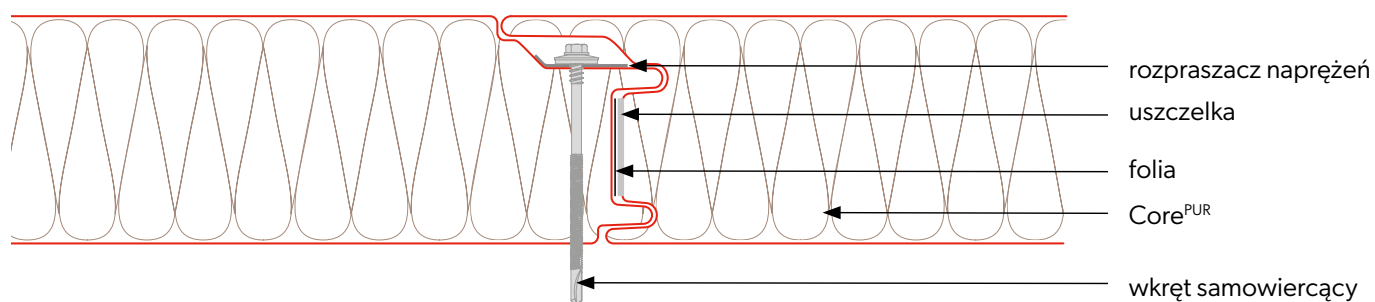 rozpraszacz naprężeń
uszczelka
folia
Core^PUR
wkręt samowiercący